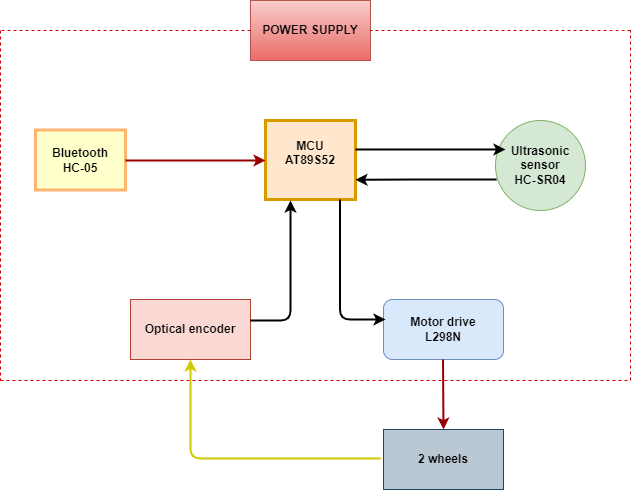 POWER SUPPLY
Bluetooth
HC-05
MCU
AT89S52
Ultrasonic
sensor
HC-SR04
Optical encoder
Motor drive
L298N
2 wheels